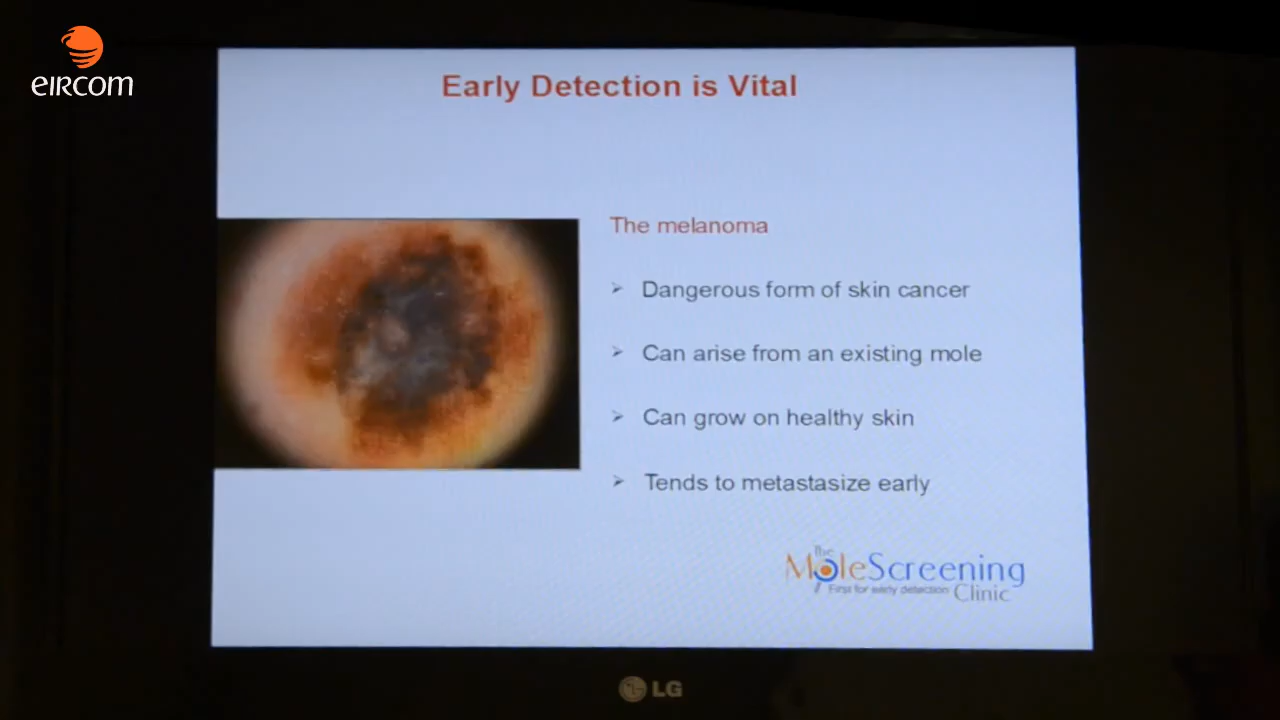 eircom
Early Detection is Vital
The melanoma
Dangerous form of skin cancer
Can arise from an existing mole
Can grow on healthy skin
Tends to metastasize early
The
MoleScreening
First for early detection Clinic
LG